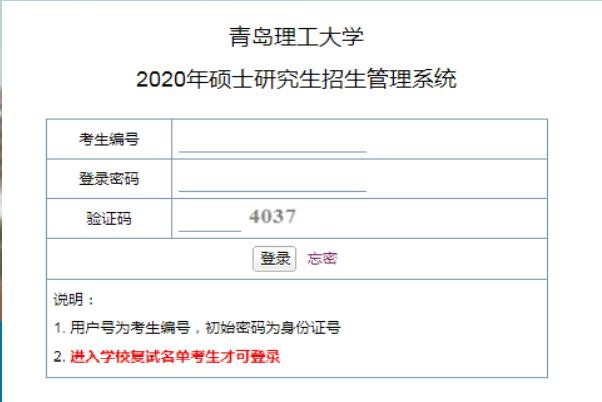 青岛理工大学
2020年硕士研究生招生管理系统
考生编号
登录密码
验证码 4037
登录 忘密
说明：
1. 用户号为考生编号，初始密码为身份证号
2. 进入学校复试名单考生才可登录